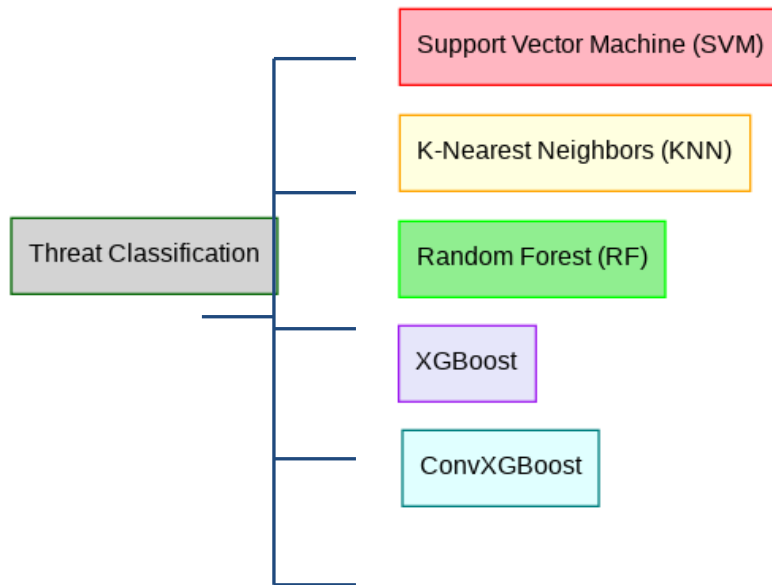 Support Vector Machine (SVM)
K-Nearest Neighbors (KNN)
Threat Classification
Random Forest (RF)
XGBoost
ConvXGBoost